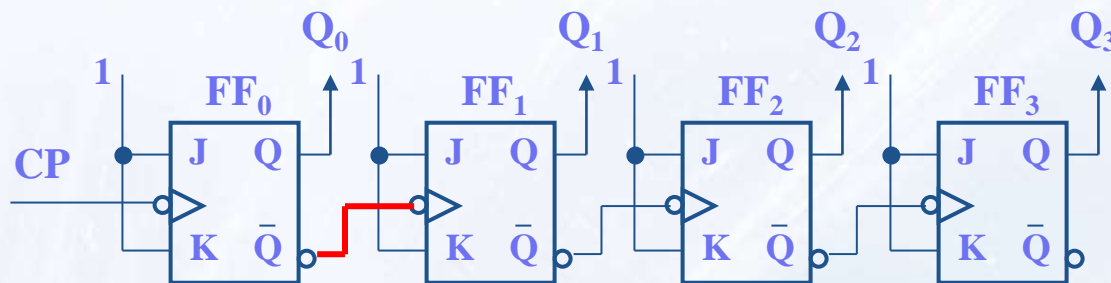 Q₀ Q₁ Q₂ Q₃
1 1 1 1
FF₀ FF₁ FF₂ FF₃
J Q J Q J Q J Q
CP
K Q̅ K Q̅ K Q̅ K Q̅